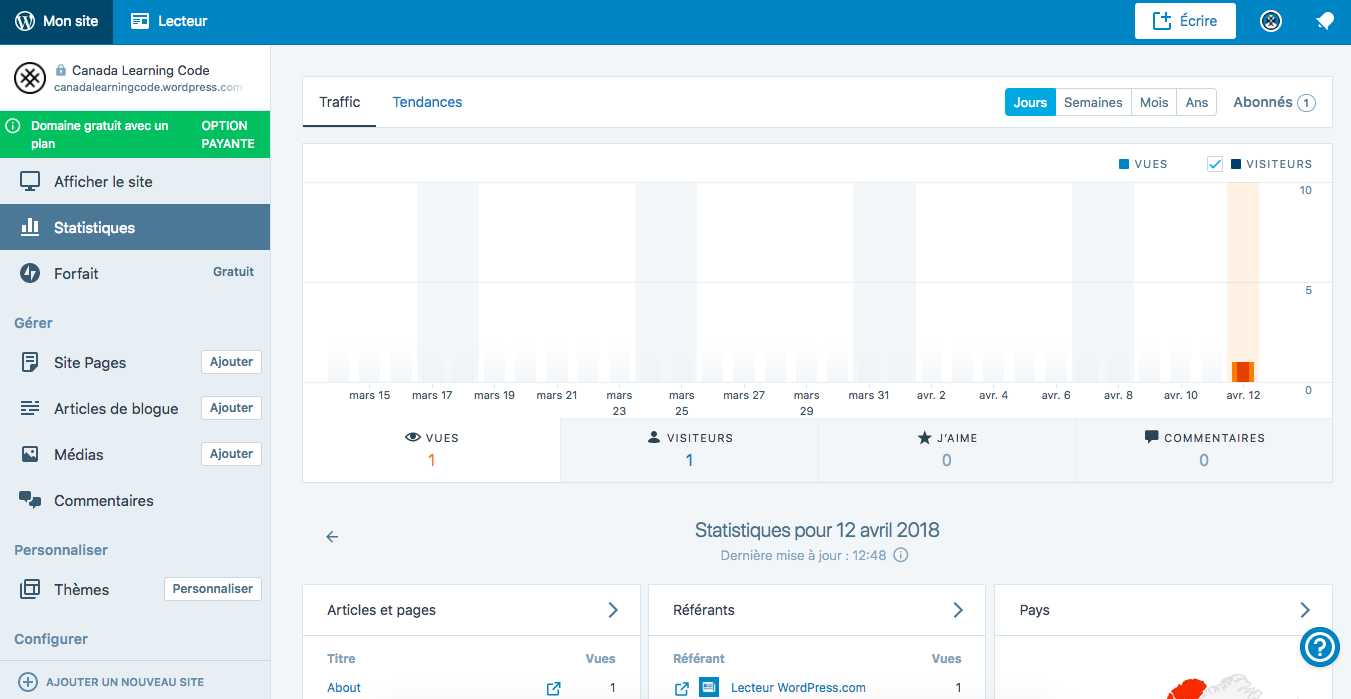 Mon site
Lecteur
Écrire
Canada Learning Code
canadalearningcode.wordpress.com
Domaine gratuit avec un plan
OPTION PAYANTE
Afficher le site
Statistiques
Forfait
Gratuit
Gérer
Site Pages
Ajouter
Articles de blogue
Ajouter
Médias
Ajouter
Commentaires
Personnaliser
Thèmes
Personnaliser
Configurer
AJOUTER UN NOUVEAU SITE
Traffic
Tendances
Jours
Semaines
Mois
Ans
Abonnés 1
VUES
VISITEURS
10
5
0
mars 15
mars 17
mars 19
mars 21
mars 23
mars 25
mars 27
mars 29
mars 31
avr. 2
avr. 4
avr. 6
avr. 8
avr. 10
avr. 12
VUES
1
VISITEURS
1
J'AIME
0
COMMENTAIRES
0
Statistiques pour 12 avril 2018
Dernière mise à jour : 12:48
Articles et pages
Titre
Vues
About
1
Référants
Référant
Vues
Lecteur WordPress.com
1
Pays